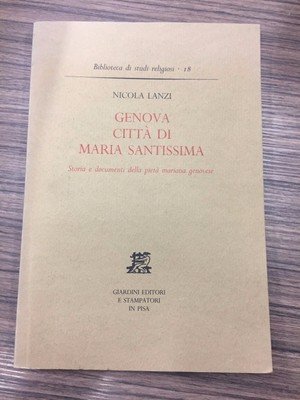 Biblioteca di studi religiosi · 18
NICOLA LANZI
GENOVA
CITTÀ DI
MARIA SANTISSIMA
Storia e documenti della pietà mariana genovese
GIARDINI EDITORI
E STAMPATORI
IN PISA